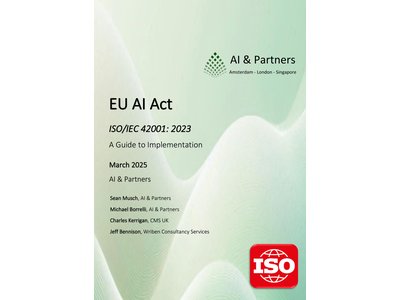 AI & Partners
Amsterdam - London - Singapore
EU AI Act
ISO/IEC 42001: 2023
A Guide to Implementation
March 2025
AI & Partners
Sean Musch, AI & Partners
Michael Borrelli, AI & Partners
Charles Kerrigan, CMS UK
Jeff Bennison, Wriben Consultancy Services
ISO